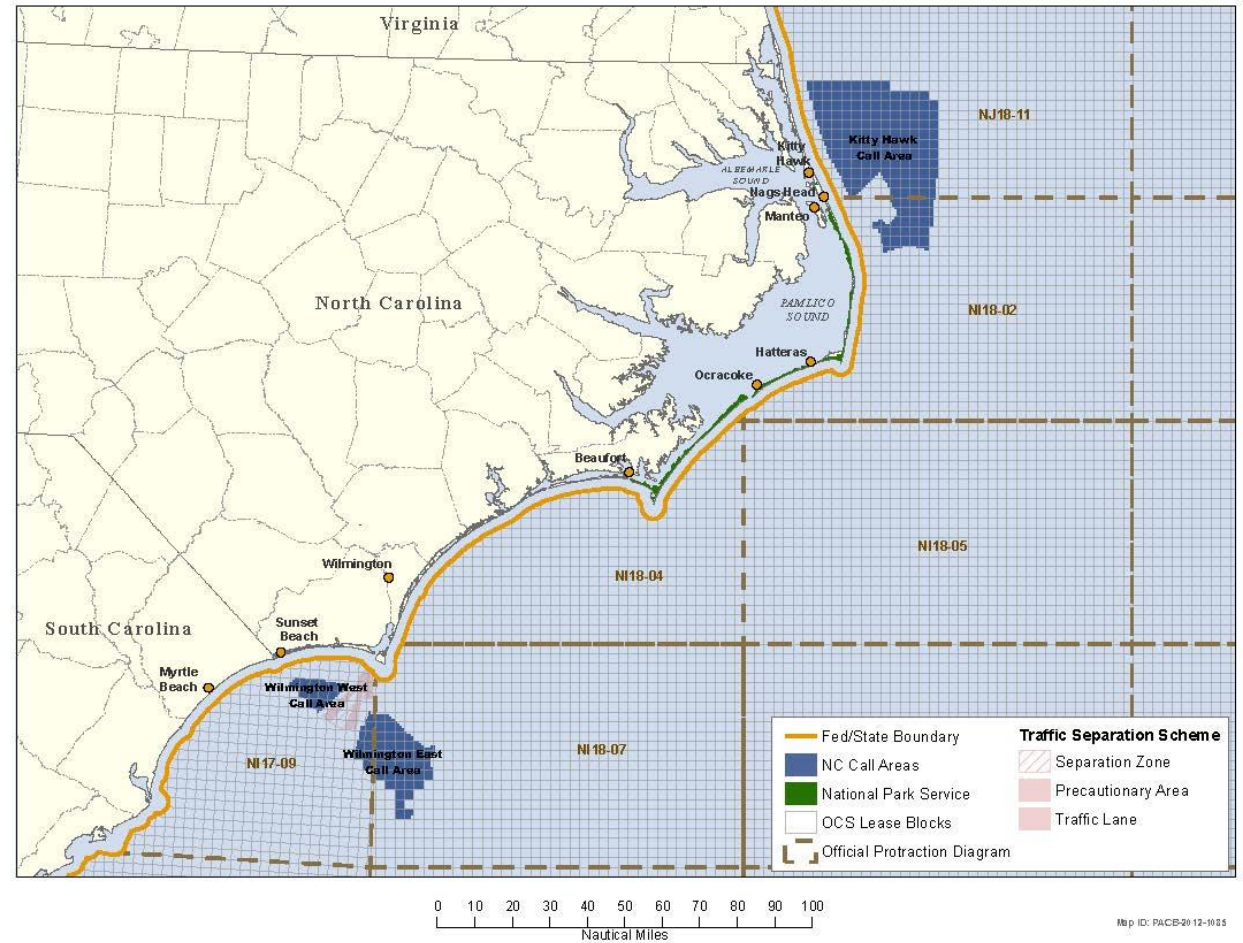 Virginia
NJ18-11
Kitty Hawk
Call Area
Kitty
Hawk
ALBEMARLE
SOUND
Nags Head
Manteo
North Carolina
PAMLICO
SOUND
NI18-02
Hatteras
Ocracoke
Beaufort
NI18-05
Wilmington
NI18-04
South Carolina
Sunset
Beach
Myrtle
Beach
Wilmington West
Call Area
Wilmington East
Call Area
NI17-09
NI18-07
Fed/State Boundary
NC Call Areas
National Park Service
OCS Lease Blocks
Official Protraction Diagram
Traffic Separation Scheme
Separation Zone
Precautionary Area
Traffic Lane
0 10 20 30 40 50 60 70 80 90 100
Nautical Miles
Map ID: PACB-2012-1085